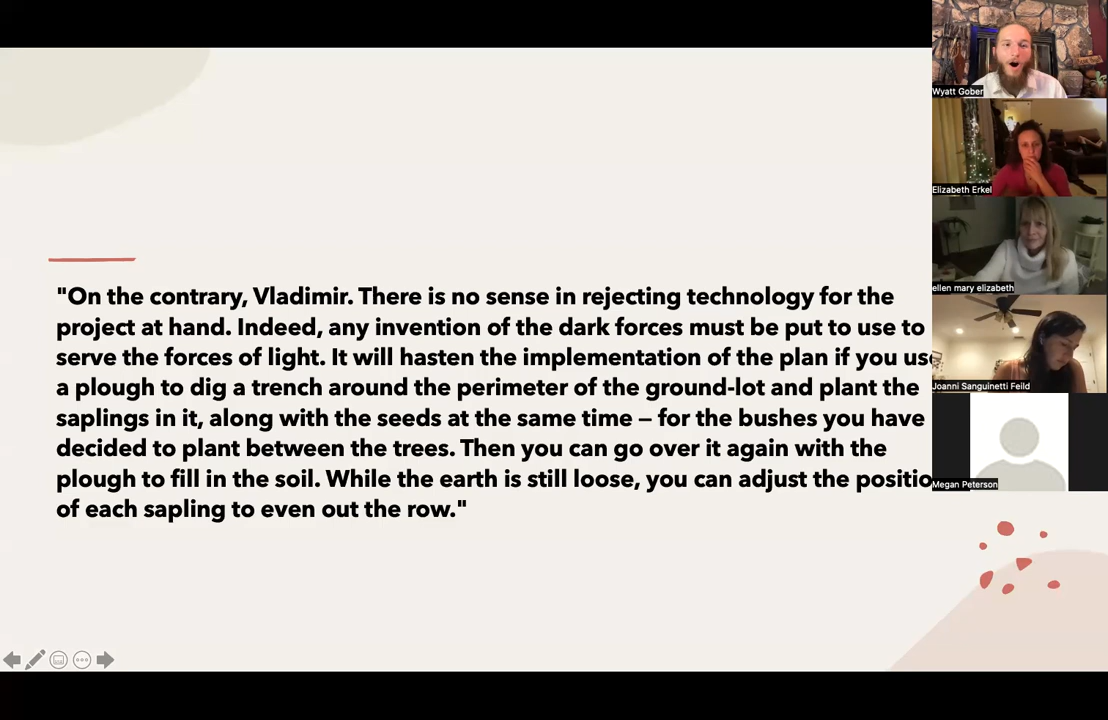 "On the contrary, Vladimir. There is no sense in rejecting technology for the
project at hand. Indeed, any invention of the dark forces must be put to use to
serve the forces of light. It will hasten the implementation of the plan if you us
a plough to dig a trench around the perimeter of the ground-lot and plant the
saplings in it, along with the seeds at the same time – for the bushes you have
decided to plant between the trees. Then you can go over it again with the
plough to fill in the soil. While the earth is still loose, you can adjust the positio
of each sapling to even out the row."
Wyatt Gober
Elizabeth Erkel
ellen mary elizabeth
Joanni Sanguinetti Feild
Megan Peterson